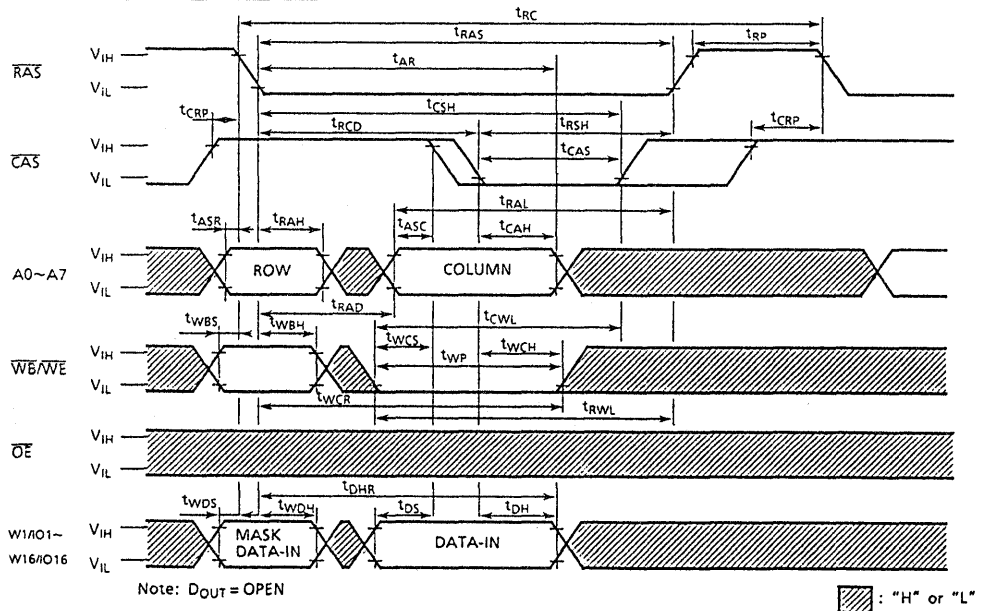 tRC
tRAS
tRP
tAR
RAS
VIH
ViL
tCSH
tCRP
tRCD
tRSH
tCRP
CAS
VIH
VIL
tCAS
tRAL
tASR
tRAH
tASC
tCAH
A0~A7
VIH
VIL
ROW
COLUMN
tRAD
tCWL
tWBS
tWBH
tWCS
tWCH
WB/WE
VIH
VIL
tWP
tWCR
tRWL
OE
VIH
VIL
tDHR
tWDS
tWDH
tDS
tDH
W1/IO1~
W16/IO16
VIH
VIL
MASK
DATA-IN
DATA-IN
Note: DOUT = OPEN
: "H" or "L"